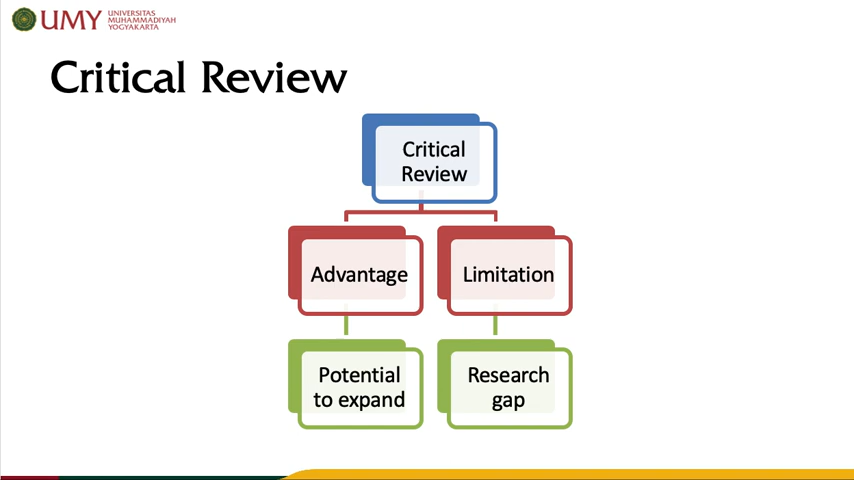 UMY
UNIVERSITAS
MUHAMMADIYAH
YOGYAKARTA
Critical Review
Critical
Review
Advantage
Limitation
Potential
to expand
Research
gap